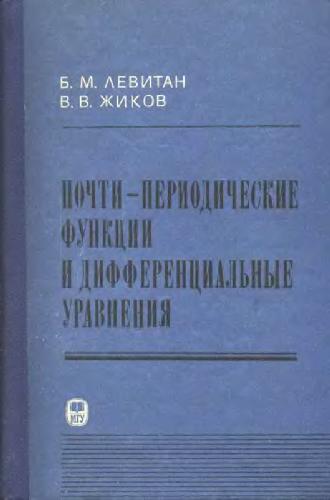 Б. М. ЛЕВИТАН
В. В. ЖИКОВ
ПОЧТИ-ПЕРИОДИЧЕСКИЕ
ФУНКЦИИ
И ДИФФЕРЕНЦИАЛЬНЫЕ
УРАВНЕНИЯ
МГУ